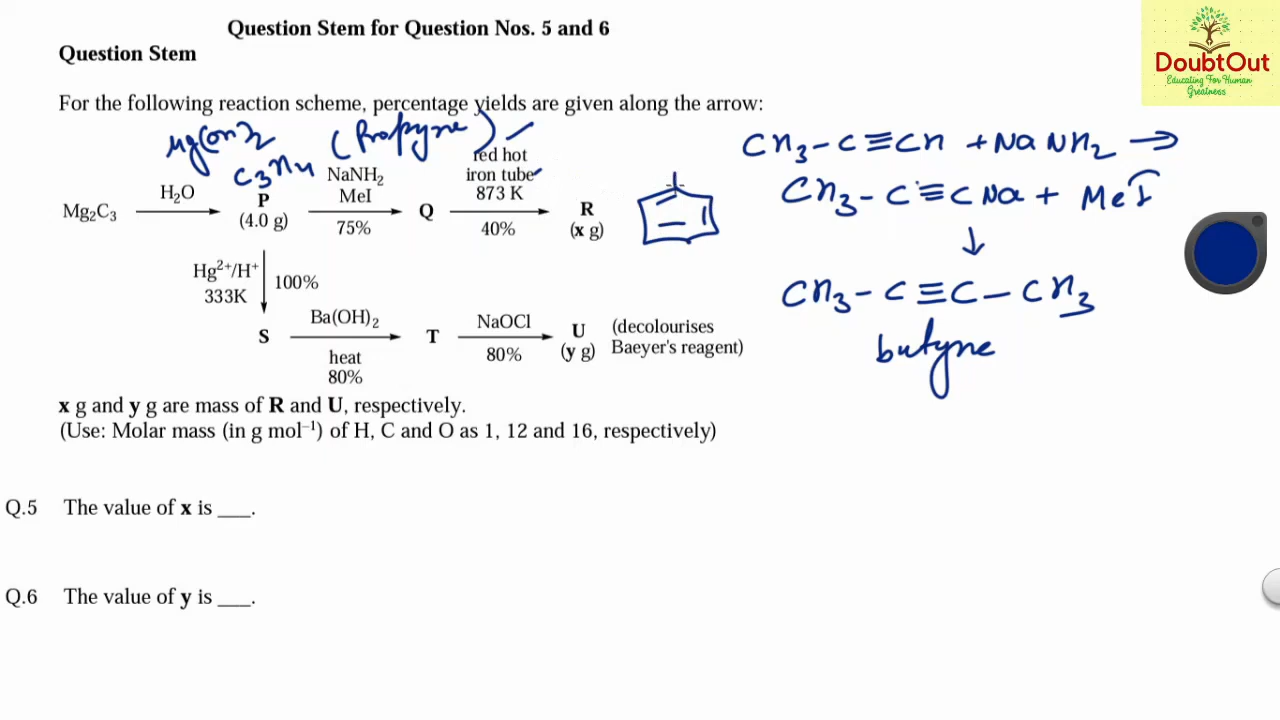 Question Stem for Question Nos. 5 and 6
Question Stem
DoubtOut
Educating For Human
Greatness
For the following reaction scheme, percentage yields are given along the arrow:
Mg(OH)2
(Propyne)
C3H4
CH3-C≡CH + NaNH2 →
CH3-C≡CNa + MeI
↓
CH3-C≡C-CH3
butyne
Mg₂C₃
H₂O
P
(4.0 g)
NaNH₂
MeI
75%
Q
red hot
iron tube
873 K
40%
R
(x g)
Hg²⁺/H⁺
333K
100%
S
Ba(OH)₂
heat
80%
T
NaOCl
80%
U
(y g)
(decolourises
Baeyer's reagent)
x g and y g are mass of R and U, respectively.
(Use: Molar mass (in g mol⁻¹) of H, C and O as 1, 12 and 16, respectively)
Q.5 The value of x is ___.
Q.6 The value of y is ___.